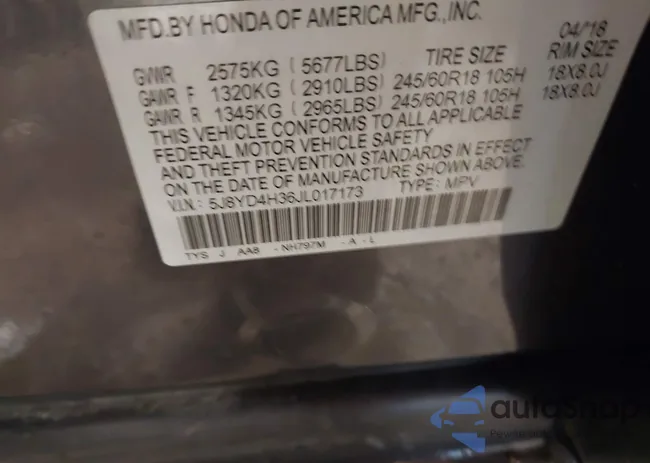 MFD.BY HONDA OF AMERICA MFG.,INC. 04/18
GVWR 2575KG ( 5677LBS) TIRE SIZE RIM SIZE
GAWR F 1320KG ( 2910LBS) 245/60R18 105H 18X8.0J
GAWR R 1345KG ( 2965LBS) 245/60R18 105H 18X8.0J
THIS VEHICLE CONFORMS TO ALL APPLICABLE
FEDERAL MOTOR VEHICLE SAFETY
AND THEFT PREVENTION STANDARDS IN EFFECT
ON THE DATE OF MANUFACTURE SHOWN ABOVE.
V.I.N.: 5J8YD4H36JL017173 TYPE: MPV
TYS J AAB - NH797M - A - L
autoSnap